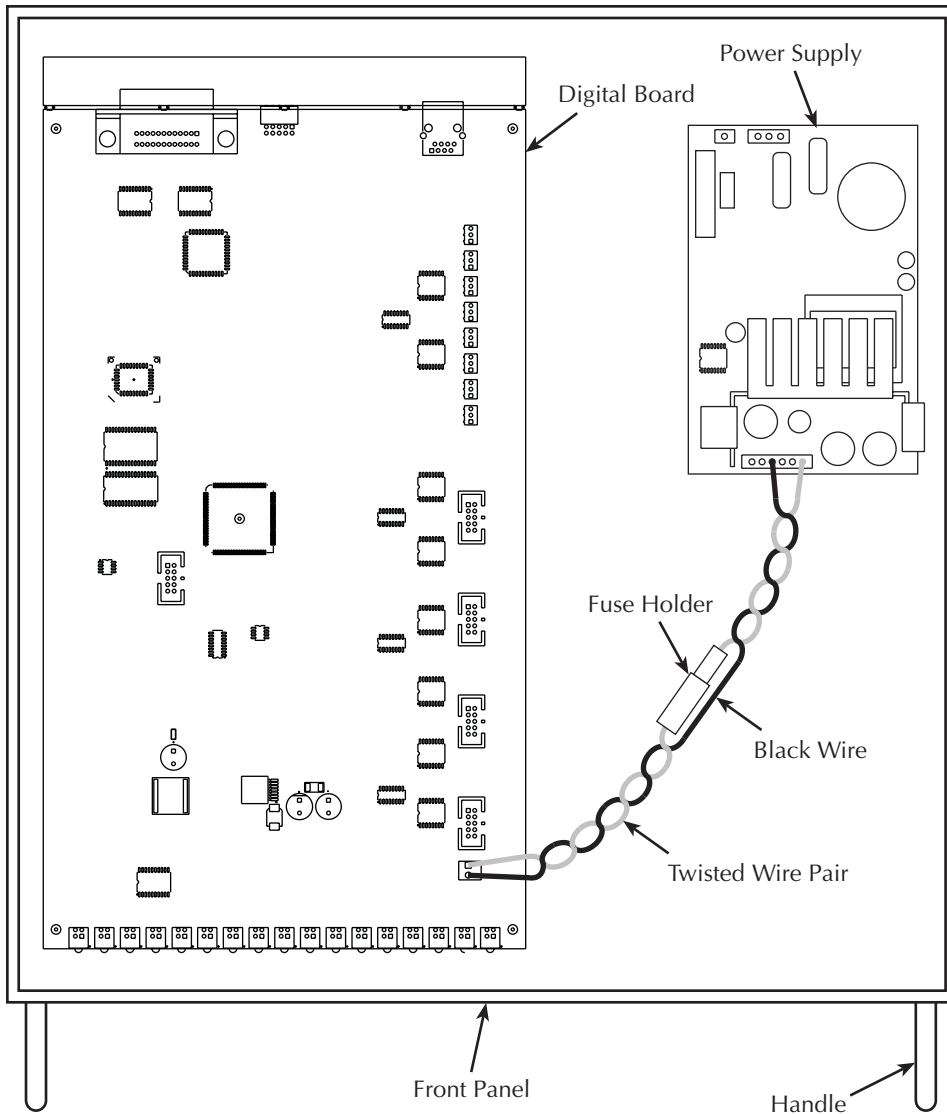 Power Supply
Digital Board
Fuse Holder
Black Wire
Twisted Wire Pair
Front Panel
Handle